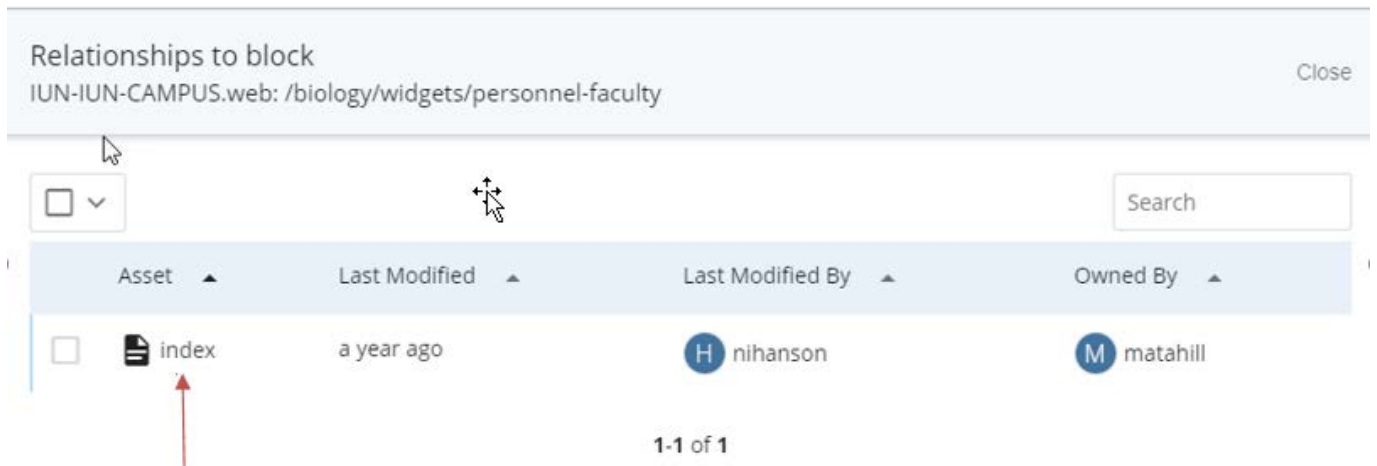 Relationships to block
Close
IUN-IUN-CAMPUS.web: /biology/widgets/personnel-faculty
Search
Asset Last Modified Last Modified By Owned By
index a year ago H nihanson M matahill
1-1 of 1